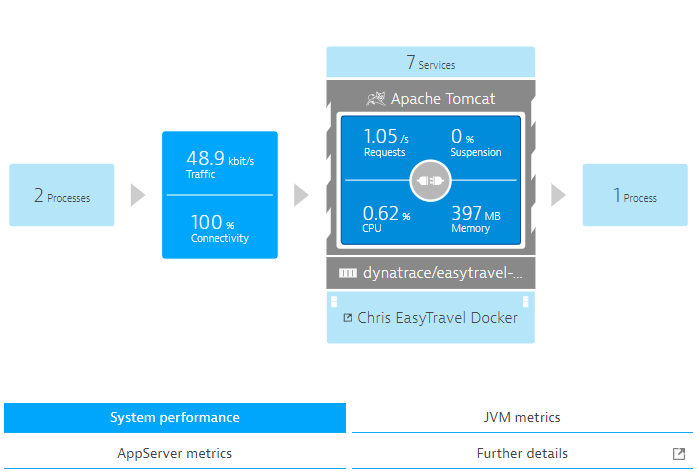 7 Services
Apache Tomcat
1.05 /s
Requests
0 %
Suspension
48.9 kbit/s
Traffic
2 Processes
1 Process
100 %
Connectivity
0.62 %
CPU
397 MB
Memory
dynatrace/easytravel-...
Chris EasyTravel Docker
System performance
JVM metrics
AppServer metrics
Further details